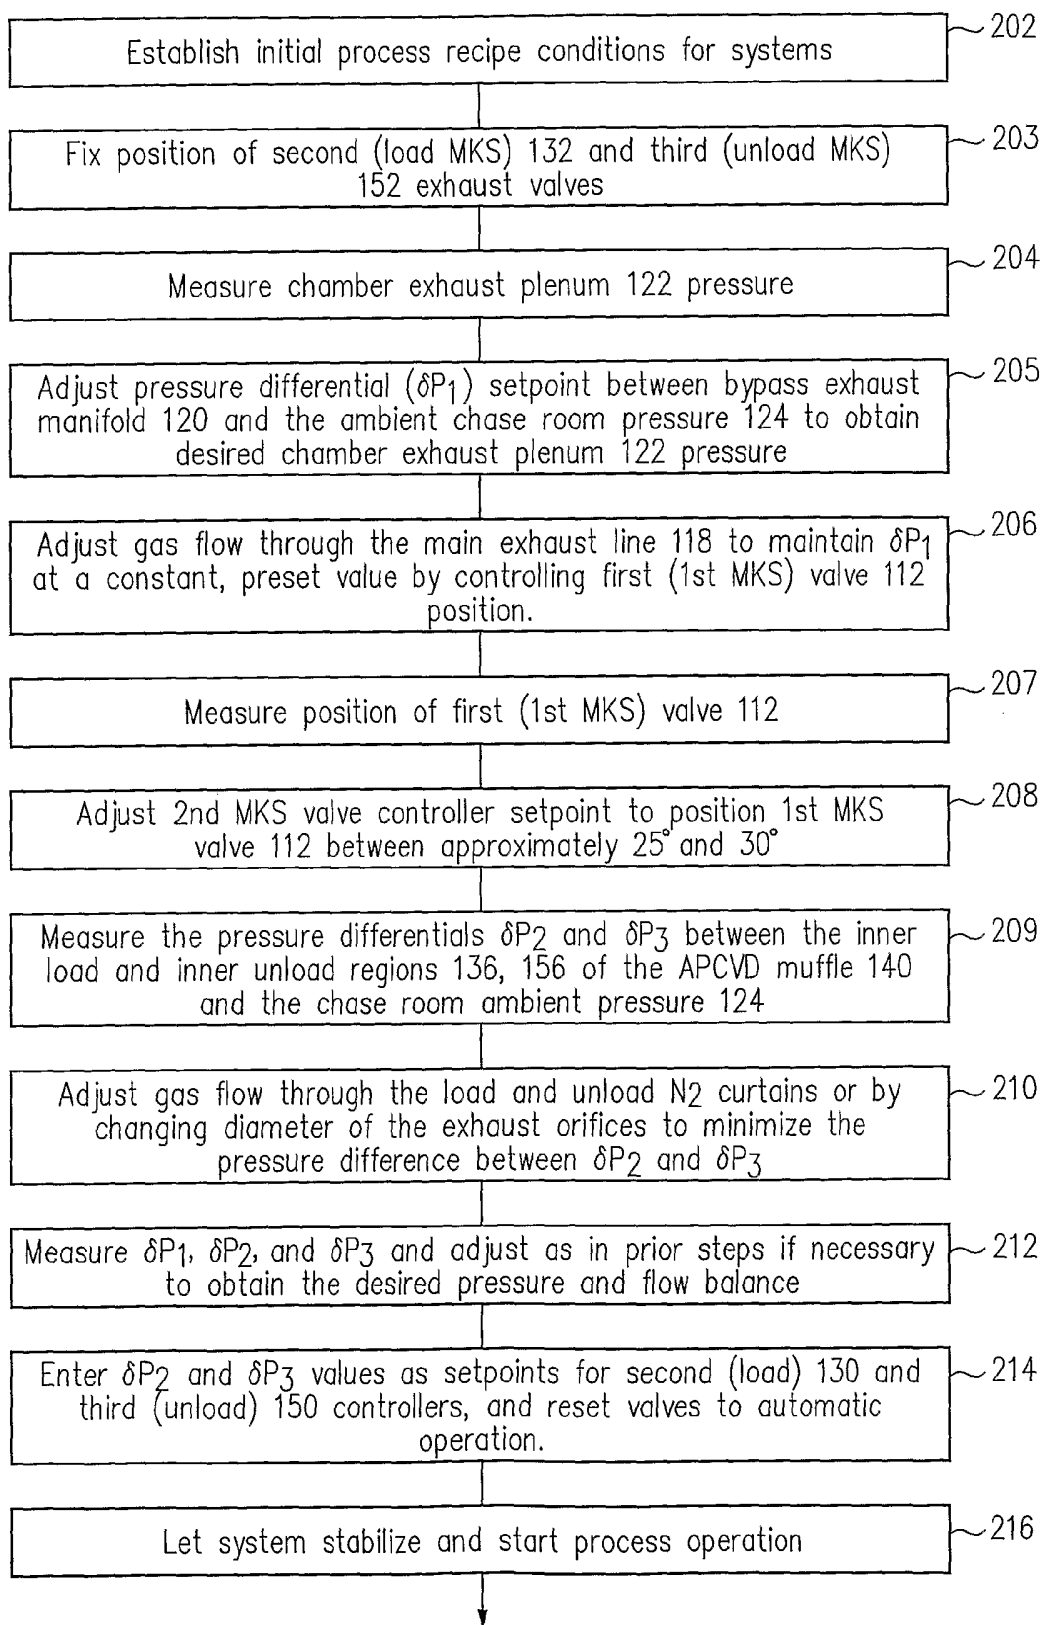 Establish initial process recipe conditions for systems
202
Fix position of second (load MKS) 132 and third (unload MKS)
152 exhaust valves
203
Measure chamber exhaust plenum 122 pressure
204
Adjust pressure differential (δP1) setpoint between bypass exhaust
manifold 120 and the ambient chase room pressure 124 to obtain
desired chamber exhaust plenum 122 pressure
205
Adjust gas flow through the main exhaust line 118 to maintain δP1
at a constant, preset value by controlling first (1st MKS) valve 112
position.
206
Measure position of first (1st MKS) valve 112
207
Adjust 2nd MKS valve controller setpoint to position 1st MKS
valve 112 between approximately 25° and 30°
208
Measure the pressure differentials δP2 and δP3 between the inner
load and inner unload regions 136, 156 of the APCVD muffle 140
and the chase room ambient pressure 124
209
Adjust gas flow through the load and unload N2 curtains or by
changing diameter of the exhaust orifices to minimize the
pressure difference between δP2 and δP3
210
Measure δP1, δP2, and δP3 and adjust as in prior steps if necessary
to obtain the desired pressure and flow balance
212
Enter δP2 and δP3 values as setpoints for second (load) 130 and
third (unload) 150 controllers, and reset valves to automatic
operation.
214
Let system stabilize and start process operation
216